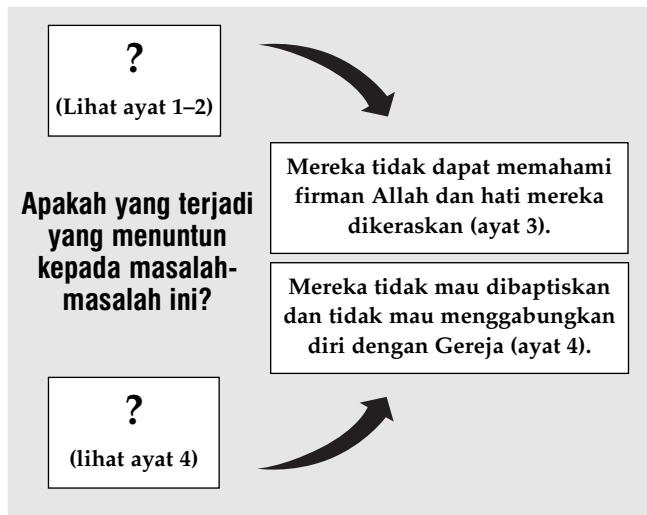 ?
(Lihat ayat 1–2)
Mereka tidak dapat memahami
firman Allah dan hati mereka
dikeraskan (ayat 3).
Apakah yang terjadi
yang menuntun
kepada masalah-
masalah ini?
Mereka tidak mau dibaptiskan
dan tidak mau menggabungkan
diri dengan Gereja (ayat 4).
?
(lihat ayat 4)